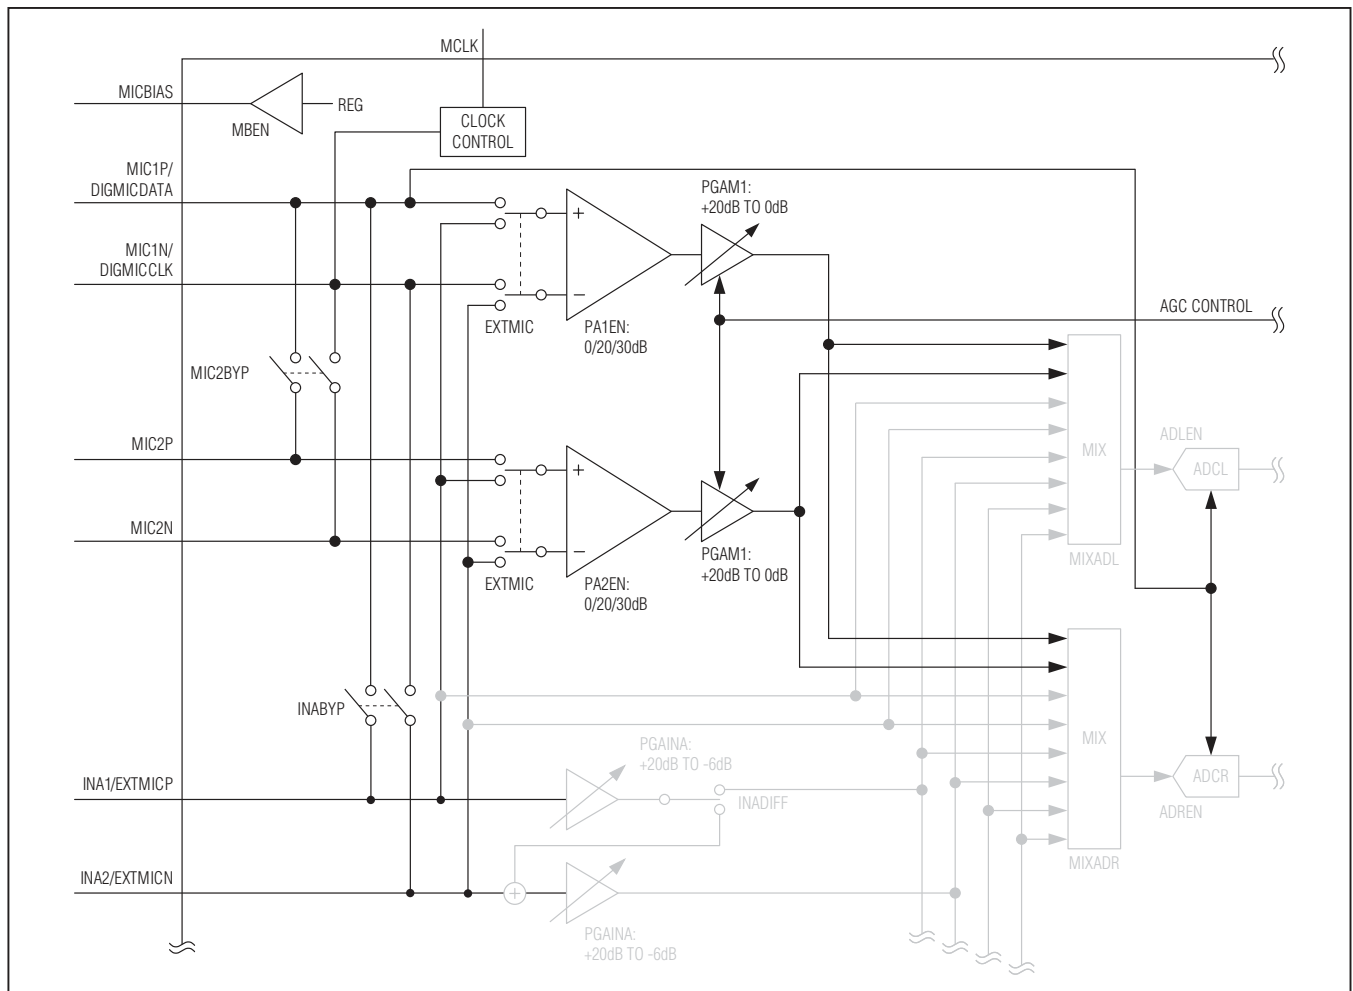 MCLK
MICBIAS
REG
MBEN
CLOCK
CONTROL
MIC1P/
DIGMICDATA
PGAM1:
+20dB TO 0dB
+
MIC1N/
DIGMICCLK
−
EXTMIC
PA1EN:
0/20/30dB
AGC CONTROL
MIC2BYP
MIC2P
+
MIX
ADLEN
ADCL
MIC2N
−
PGAM1:
+20dB TO 0dB
MIXADL
EXTMIC
PA2EN:
0/20/30dB
INABYP
PGAINA:
+20dB TO -6dB
MIX
INA1/EXTMICP
INADIFF
ADCR
ADREN
MIXADR
INA2/EXTMICN
+
PGAINA:
+20dB TO -6dB